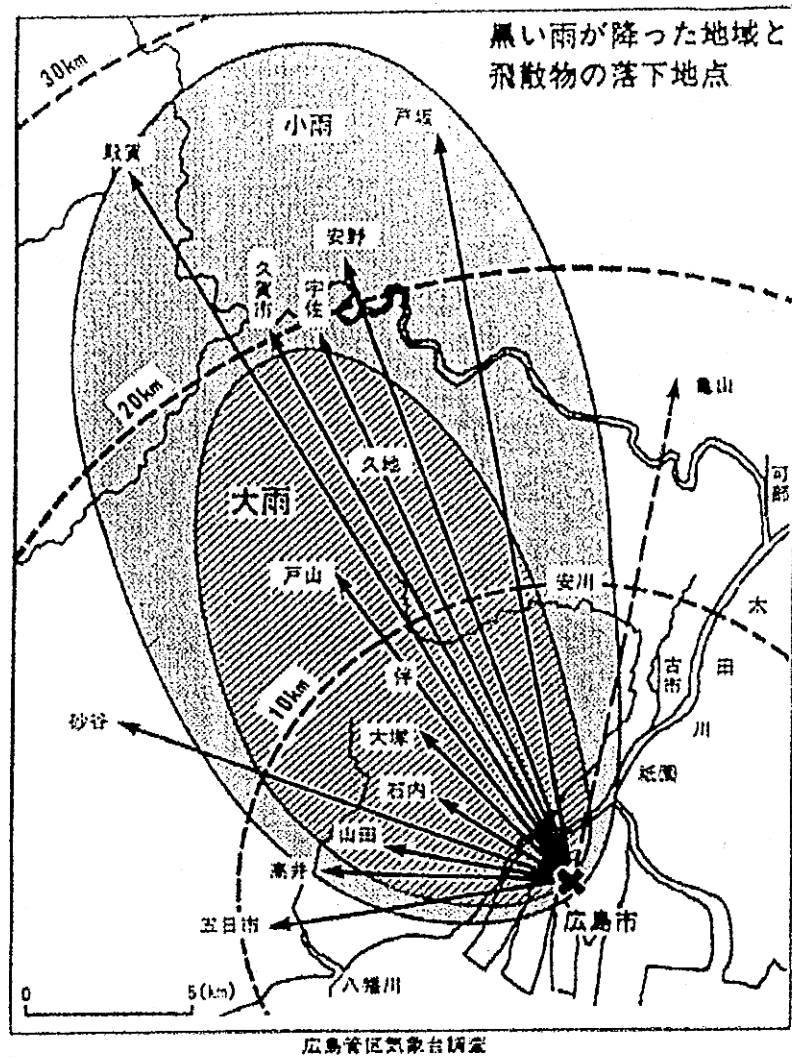 黒い雨が降った地域と
飛散物の落下地点
30km
小雨
戸坂
殿賀
安野
久賀市
宇佐
20km
亀山
久地
大雨
可部
戸山
安川
太田川
古市
伴
10km
砂谷
大塚
祇園
石内
山田
高井
五日市
広島市
八幡川
0 5(km)
広島管区気象台調査